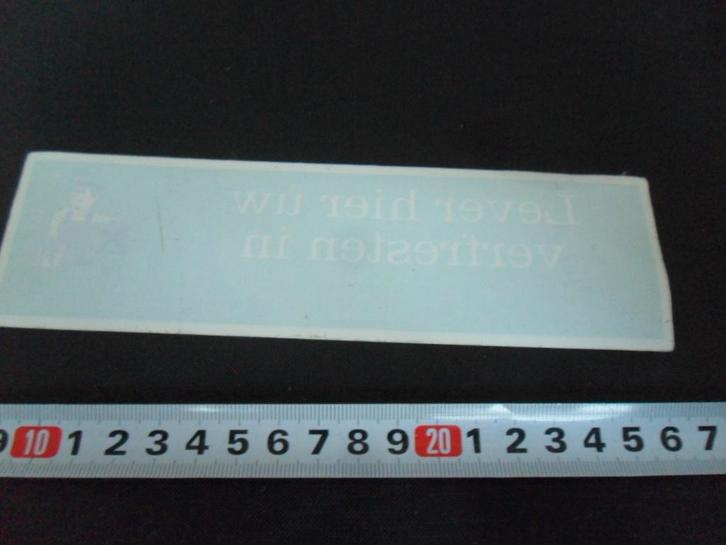 Lever hier uw
verfresten in
9 10 1 2 3 4 5 6 7 8 9 20 1 2 3 4 5 6 7